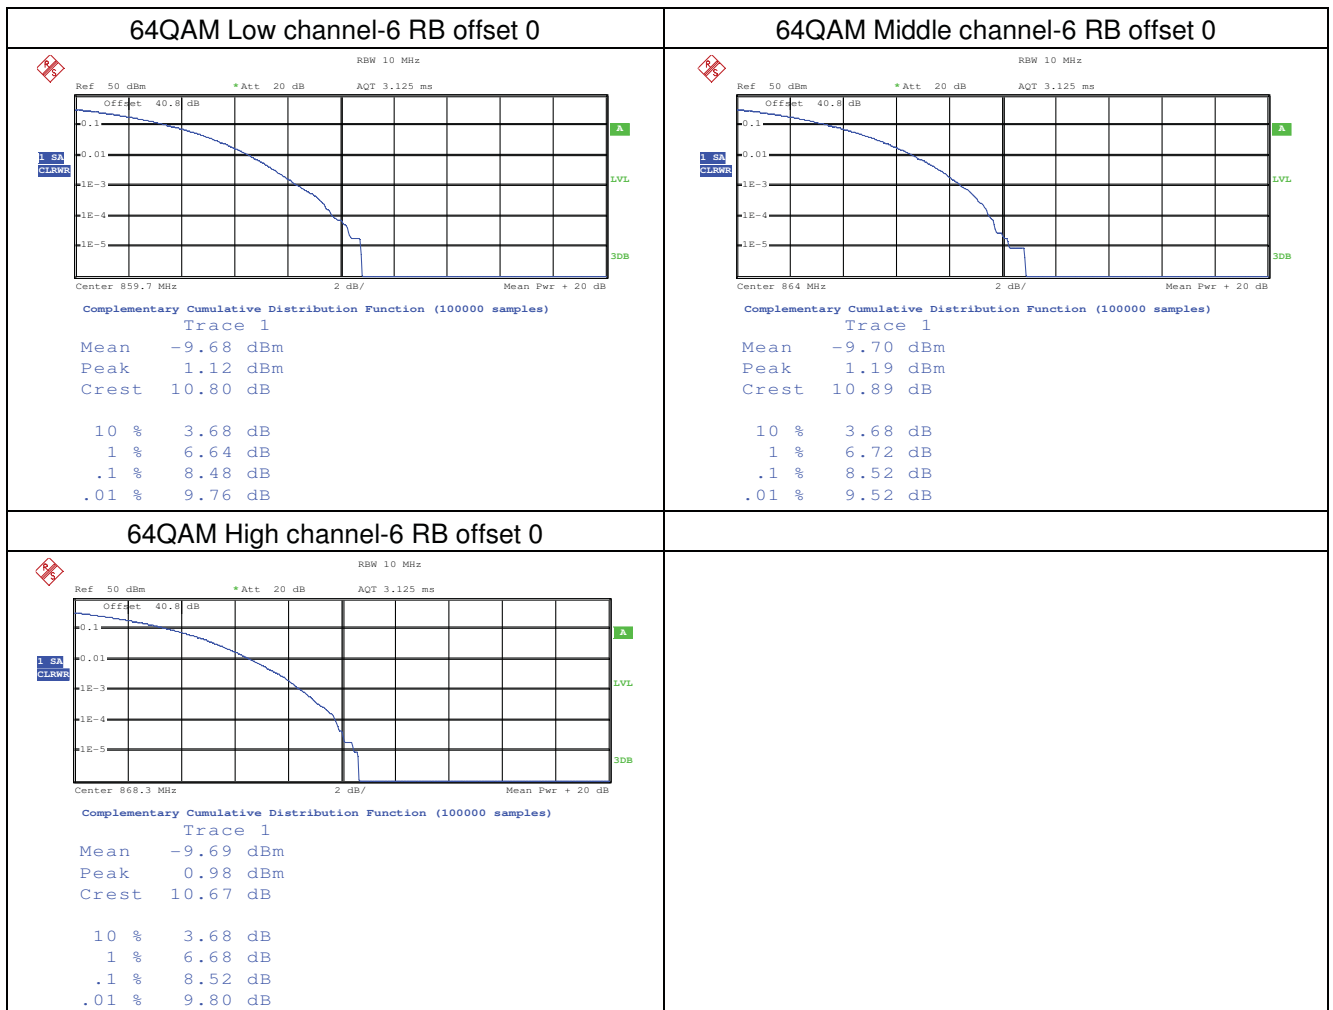 64QAM Low channel-6 RB offset 0
R S
RBW 10 MHz
Ref 50 dBm *Att 20 dB AQT 3.125 ms
Offset 40.8 dB
0.1
A
0.01
1 SA
CLRWR
1E-3
LVL
1E-4
1E-5
3DB
Center 859.7 MHz 2 dB/ Mean Pwr + 20 dB
Complementary Cumulative Distribution Function (100000 samples)
Trace 1
Mean -9.68 dBm
Peak 1.12 dBm
Crest 10.80 dB
10 % 3.68 dB
1 % 6.64 dB
.1 % 8.48 dB
.01 % 9.76 dB
64QAM Middle channel-6 RB offset 0
R S
RBW 10 MHz
Ref 50 dBm *Att 20 dB AQT 3.125 ms
Offset 40.8 dB
0.1
A
0.01
1 SA
CLRWR
1E-3
LVL
1E-4
1E-5
3DB
Center 864 MHz 2 dB/ Mean Pwr + 20 dB
Complementary Cumulative Distribution Function (100000 samples)
Trace 1
Mean -9.70 dBm
Peak 1.19 dBm
Crest 10.89 dB
10 % 3.68 dB
1 % 6.72 dB
.1 % 8.52 dB
.01 % 9.52 dB
64QAM High channel-6 RB offset 0
R S
RBW 10 MHz
Ref 50 dBm *Att 20 dB AQT 3.125 ms
Offset 40.8 dB
0.1
A
0.01
1 SA
CLRWR
1E-3
LVL
1E-4
1E-5
3DB
Center 868.3 MHz 2 dB/ Mean Pwr + 20 dB
Complementary Cumulative Distribution Function (100000 samples)
Trace 1
Mean -9.69 dBm
Peak 0.98 dBm
Crest 10.67 dB
10 % 3.68 dB
1 % 6.68 dB
.1 % 8.52 dB
.01 % 9.80 dB